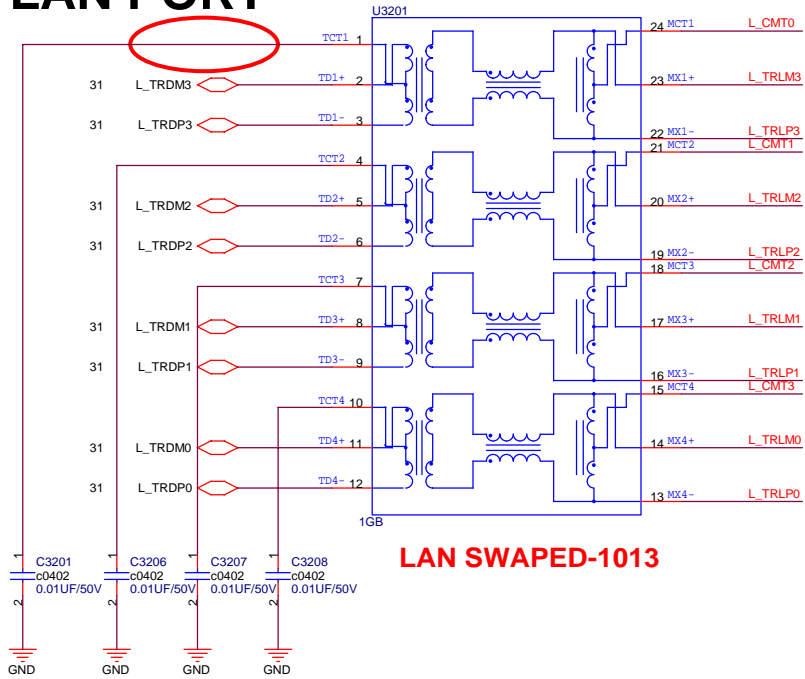 LAN PORT
U3201
TCT1 1
24 MCT1 L_CMT0
31 L_TRDM3 TD1+ 2
23 MX1+ L_TRLM3
31 L_TRDP3 TD1- 3
22 MX1- L_TRLP3
TCT2 4
21 MCT2 L_CMT1
31 L_TRDM2 TD2+ 5
20 MX2+ L_TRLM2
31 L_TRDP2 TD2- 6
19 MX2- L_TRLP2
TCT3 7
18 MCT3 L_CMT2
31 L_TRDM1 TD3+ 8
17 MX3+ L_TRLM1
31 L_TRDP1 TD3- 9
16 MX3- L_TRLP1
TCT4 10
15 MCT4 L_CMT3
31 L_TRDM0 TD4+ 11
14 MX4+ L_TRLM0
31 L_TRDP0 TD4- 12
13 MX4- L_TRLP0
1GB
LAN SWAPED-1013
1 1 1 1
C3201 C3206 C3207 C3208
c0402 c0402 c0402 c0402
0.01UF/50V 0.01UF/50V 0.01UF/50V 0.01UF/50V
2 2 2 2
GND GND GND GND